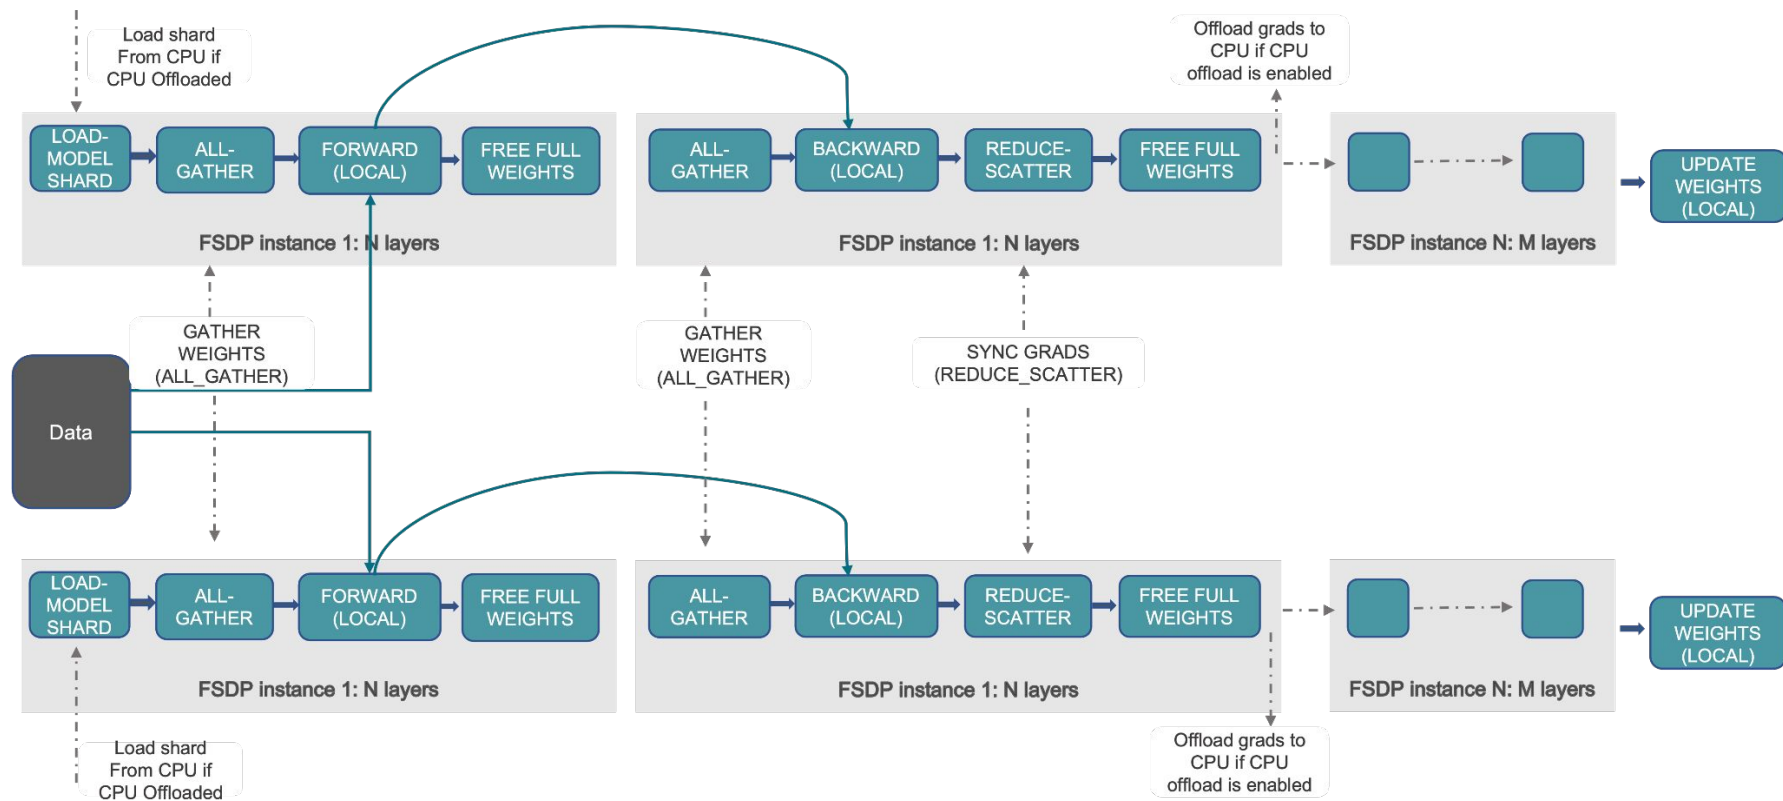 Load shard
From CPU if
CPU Offloaded
Offload grads to
CPU if CPU
offload is enabled
LOAD-
MODEL
SHARD
ALL-
GATHER
FORWARD
(LOCAL)
FREE FULL
WEIGHTS
FSDP instance 1: N layers
ALL-
GATHER
BACKWARD
(LOCAL)
REDUCE-
SCATTER
FREE FULL
WEIGHTS
FSDP instance 1: N layers
FSDP instance N: M layers
UPDATE
WEIGHTS
(LOCAL)
GATHER
WEIGHTS
(ALL_GATHER)
GATHER
WEIGHTS
(ALL_GATHER)
SYNC GRADS
(REDUCE_SCATTER)
Data
LOAD-
MODEL
SHARD
ALL-
GATHER
FORWARD
(LOCAL)
FREE FULL
WEIGHTS
FSDP instance 1: N layers
ALL-
GATHER
BACKWARD
(LOCAL)
REDUCE-
SCATTER
FREE FULL
WEIGHTS
FSDP instance 1: N layers
FSDP instance N: M layers
UPDATE
WEIGHTS
(LOCAL)
Load shard
From CPU if
CPU Offloaded
Offload grads to
CPU if CPU
offload is enabled